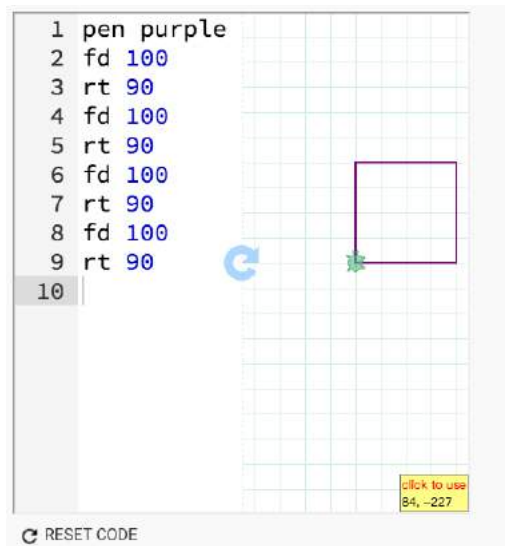 1 pen purple
2 fd 100
3 rt 90
4 fd 100
5 rt 90
6 fd 100
7 rt 90
8 fd 100
9 rt 90
10
click to use
84, -227
RESET CODE